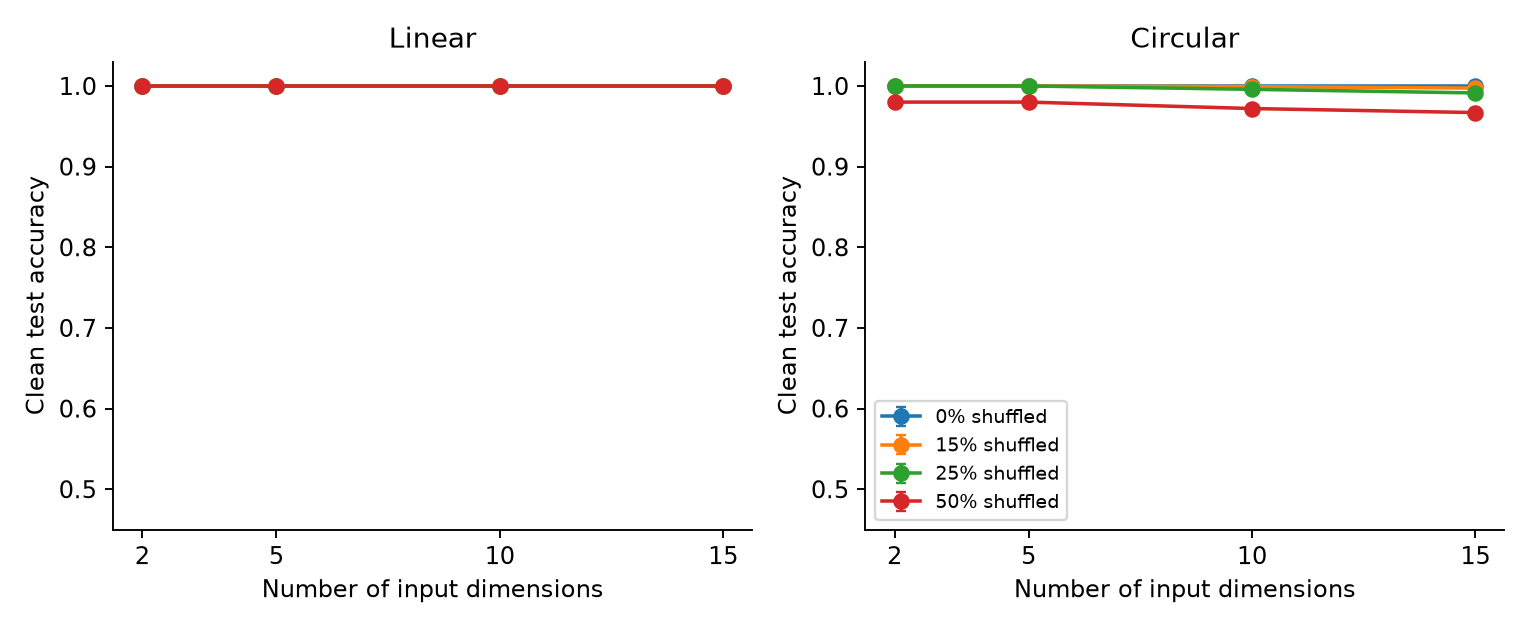 Linear
Clean test accuracy
1.0
0.9
0.8
0.7
0.6
0.5
2 5 10 15
Number of input dimensions
Circular
Clean test accuracy
1.0
0.9
0.8
0.7
0.6
0.5
0% shuffled
15% shuffled
25% shuffled
50% shuffled
2 5 10 15
Number of input dimensions